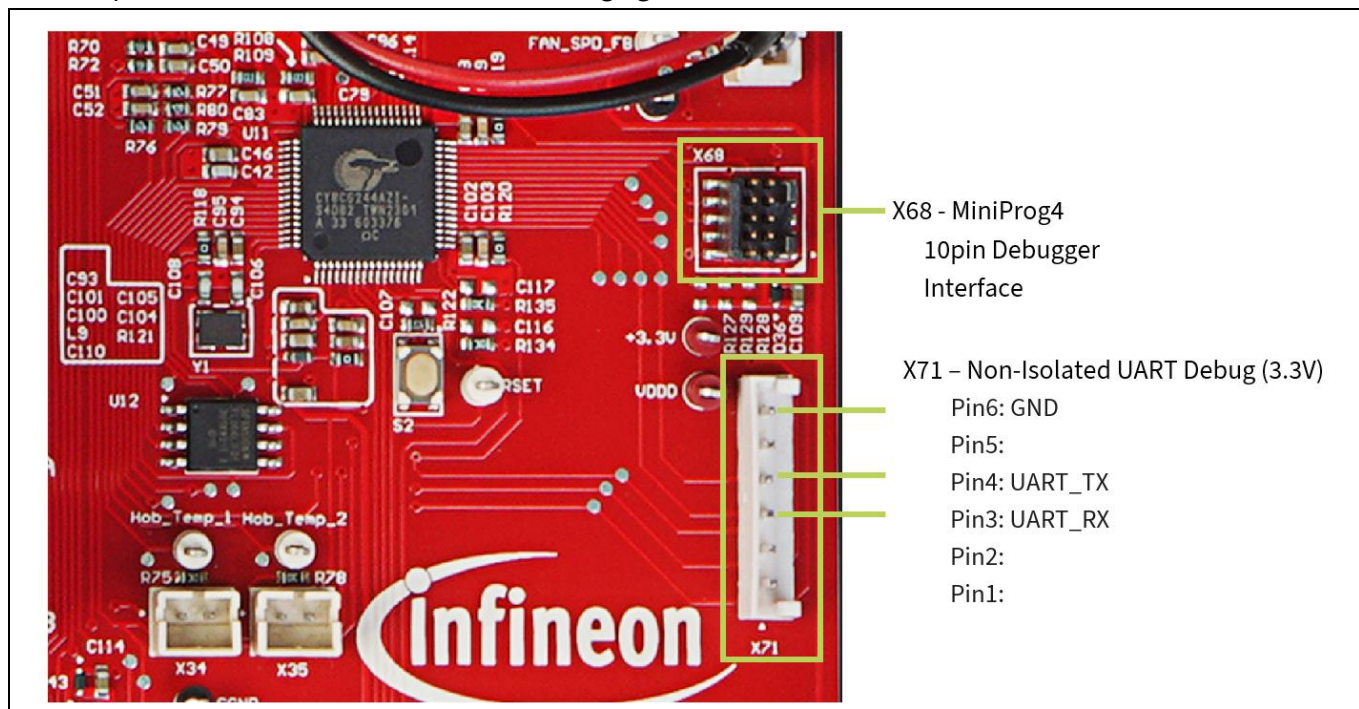 R70
R72
C49
C50
R108
R109
C96
FAN_SPD_FB
C51
C52
R77
R80
R79
R76
C83
U11
C79
C46
C42
X68
R118
C95
C94
C102
C103
R120
C108
C106
C93
C101
C100
L9
C110
C105
C104
R121
Y1
C107
R122
C117
R135
C116
R134
+3.3V
VDDD
R127
R129
R128
D36
C109
U12
S2
RSET
Hob_Temp_1
Hob_Temp_2
R75
R78
Infineon
C114
X34
X35
X71
X68 - MiniProg4
10pin Debugger
Interface
X71 – Non-Isolated UART Debug (3.3V)
Pin6: GND
Pin5:
Pin4: UART_TX
Pin3: UART_RX
Pin2:
Pin1: